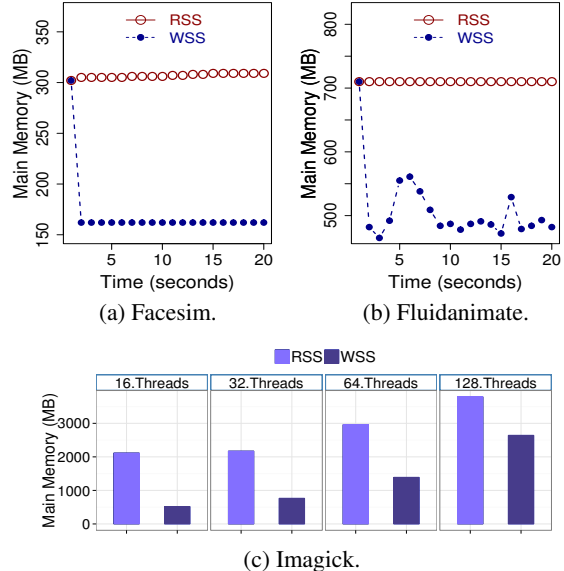 RSS
WSS
Main Memory (MB)
350
300
250
200
150
5 10 15 20
Time (seconds)
(a) Facesim.
RSS
WSS
Main Memory (MB)
800
700
600
500
5 10 15 20
Time (seconds)
(b) Fluidanimate.
RSS WSS
16.Threads 32.Threads 64.Threads 128.Threads
Main Memory (MB)
3000
2000
1000
0
(c) Imagick.